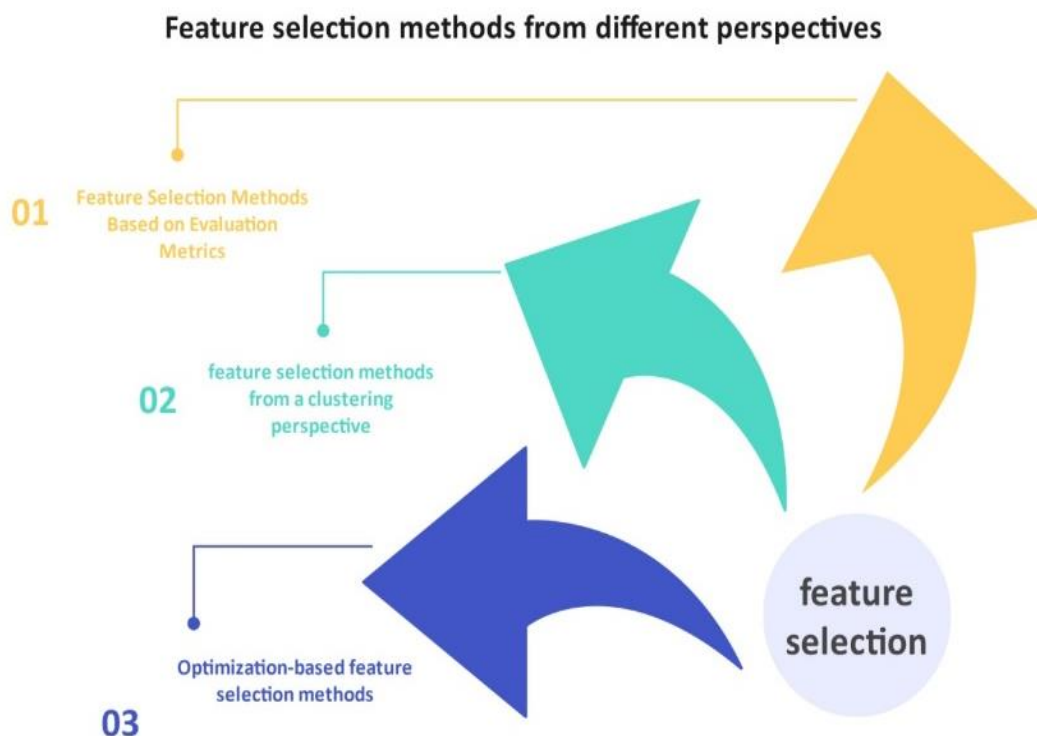 Feature selection methods from different perspectives
01
Feature Selection Methods
Based on Evaluation
Metrics
02
feature selection methods
from a clustering
perspective
03
Optimization-based feature
selection methods
feature
selection